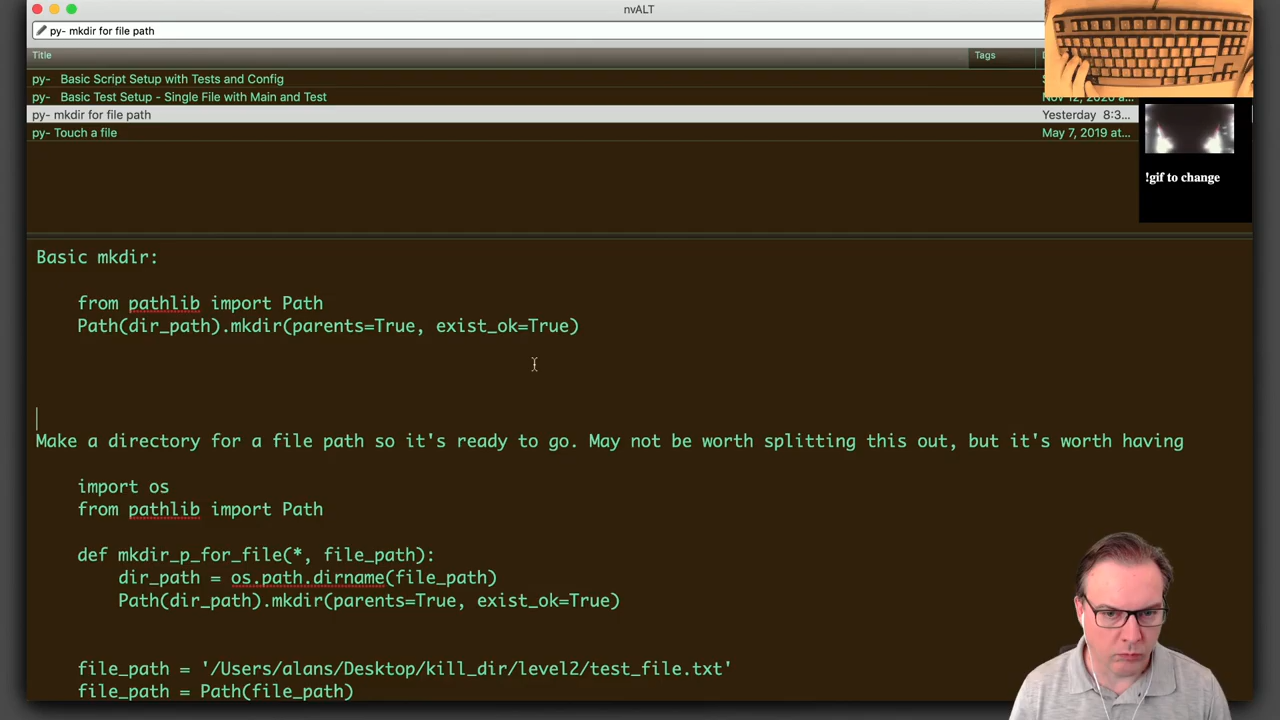 nvALT
py- mkdir for file path
Title Tags
py- Basic Script Setup with Tests and Config
py- Basic Test Setup - Single File with Main and Test
Nov 12, 2020 a...
py- mkdir for file path Yesterday 8:3...
py- Touch a file May 7, 2019 at...
!gif to change
Basic mkdir:
from pathlib import Path
Path(dir_path).mkdir(parents=True, exist_ok=True)
Make a directory for a file path so it's ready to go. May not be worth splitting this out, but it's worth having
import os
from pathlib import Path
def mkdir_p_for_file(*, file_path):
dir_path = os.path.dirname(file_path)
Path(dir_path).mkdir(parents=True, exist_ok=True)
file_path = '/Users/alans/Desktop/kill_dir/level2/test_file.txt'
file_path = Path(file_path)